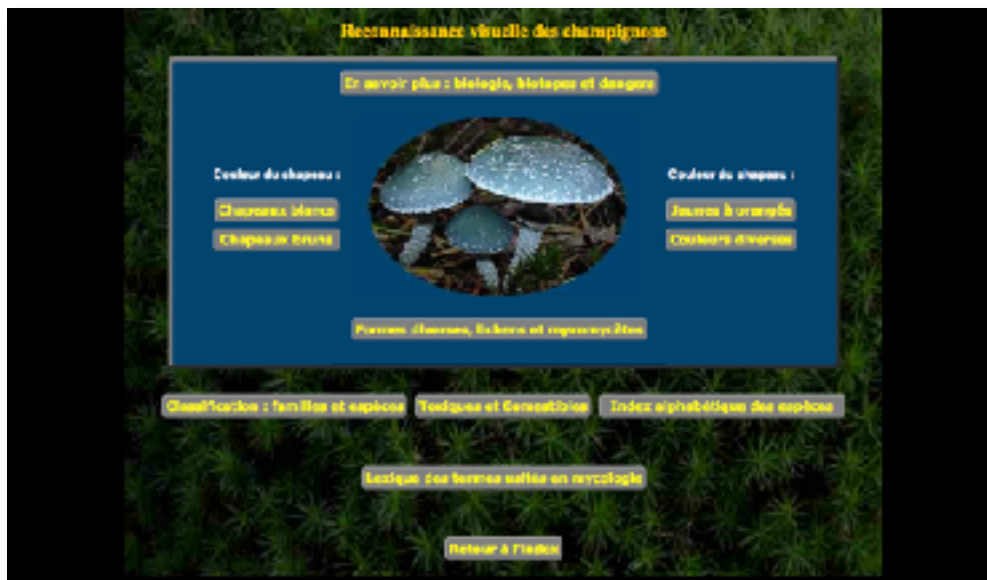 Reconnaissance visuelle des champignons
En savoir plus : biologie, biotopes et dangers
Couleur du chapeau :
Chapeaux blancs
Chapeaux bruns
Couleur du chapeau :
Jaunes à orangés
Couleurs diverses
Formes diverses, lichens et myxomycètes
Classification : familles et espèces
Toxiques et Comestibles
Index alphabétique des espèces
Lexique des termes usités en mycologie
Retour à l'index